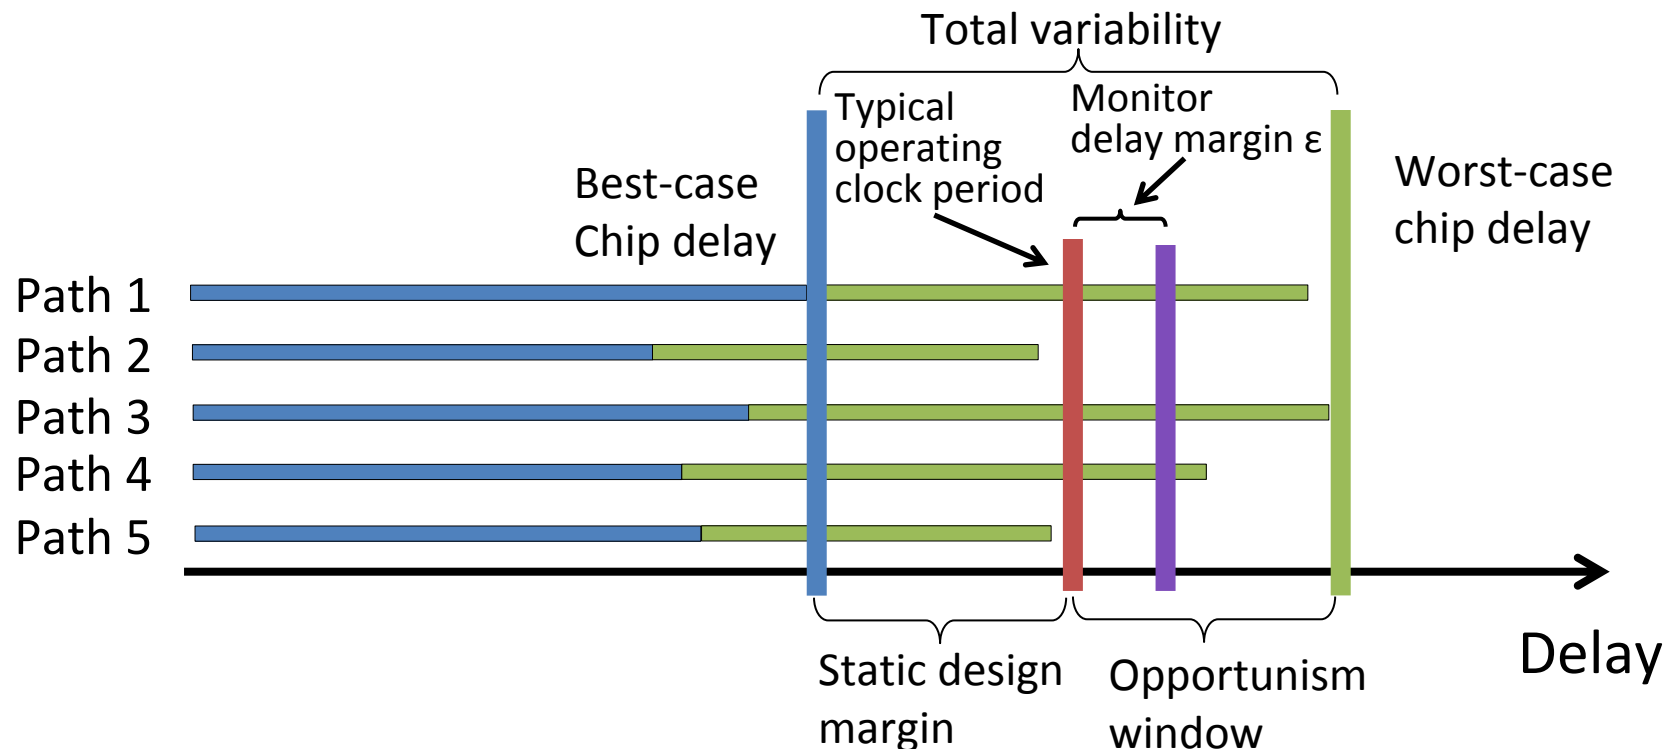 Total variability
Typical
operating
clock period
Monitor
delay margin ε
Best-case
Chip delay
Worst-case
chip delay
Path 1
Path 2
Path 3
Path 4
Path 5
Delay
Static design
margin
Opportunism
window